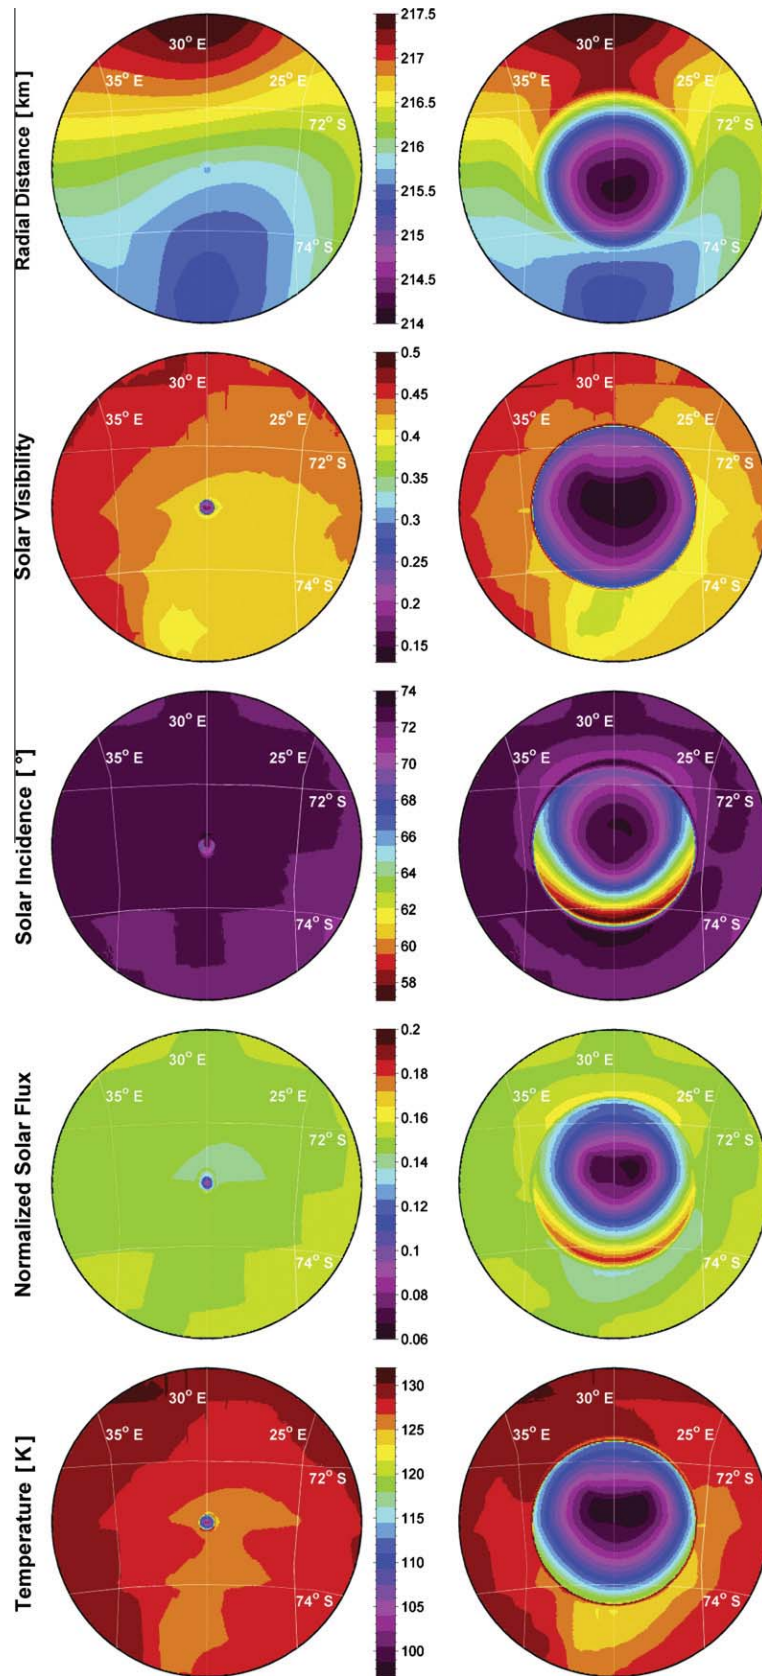 Radial Distance [km]
30° E
35° E
25° E
72° S
74° S
217.5
217
216.5
216
215.5
215
214.5
214
30° E
35° E
25° E
72° S
74° S
Solar Visibility
30° E
35° E
25° E
72° S
74° S
0.5
0.45
0.4
0.35
0.3
0.25
0.2
0.15
30° E
35° E
25° E
72° S
74° S
Solar Incidence [°]
30° E
35° E
25° E
72° S
74° S
74
72
70
68
66
64
62
60
58
30° E
35° E
25° E
72° S
74° S
Normalized Solar Flux
30° E
35° E
25° E
72° S
74° S
0.2
0.18
0.16
0.14
0.12
0.1
0.08
0.06
30° E
35° E
25° E
72° S
74° S
Temperature [K]
30° E
35° E
25° E
72° S
74° S
130
125
120
115
110
105
100
30° E
35° E
25° E
72° S
74° S